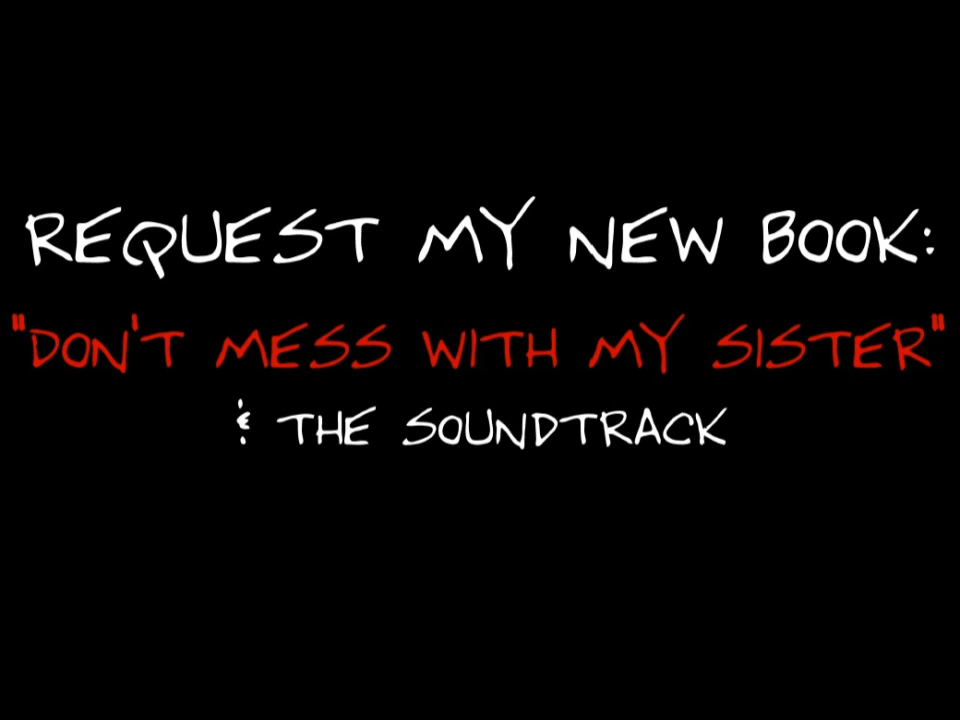 REQUEST MY NEW BOOK:
"DON'T MESS WITH MY SISTER"
& THE SOUNDTRACK